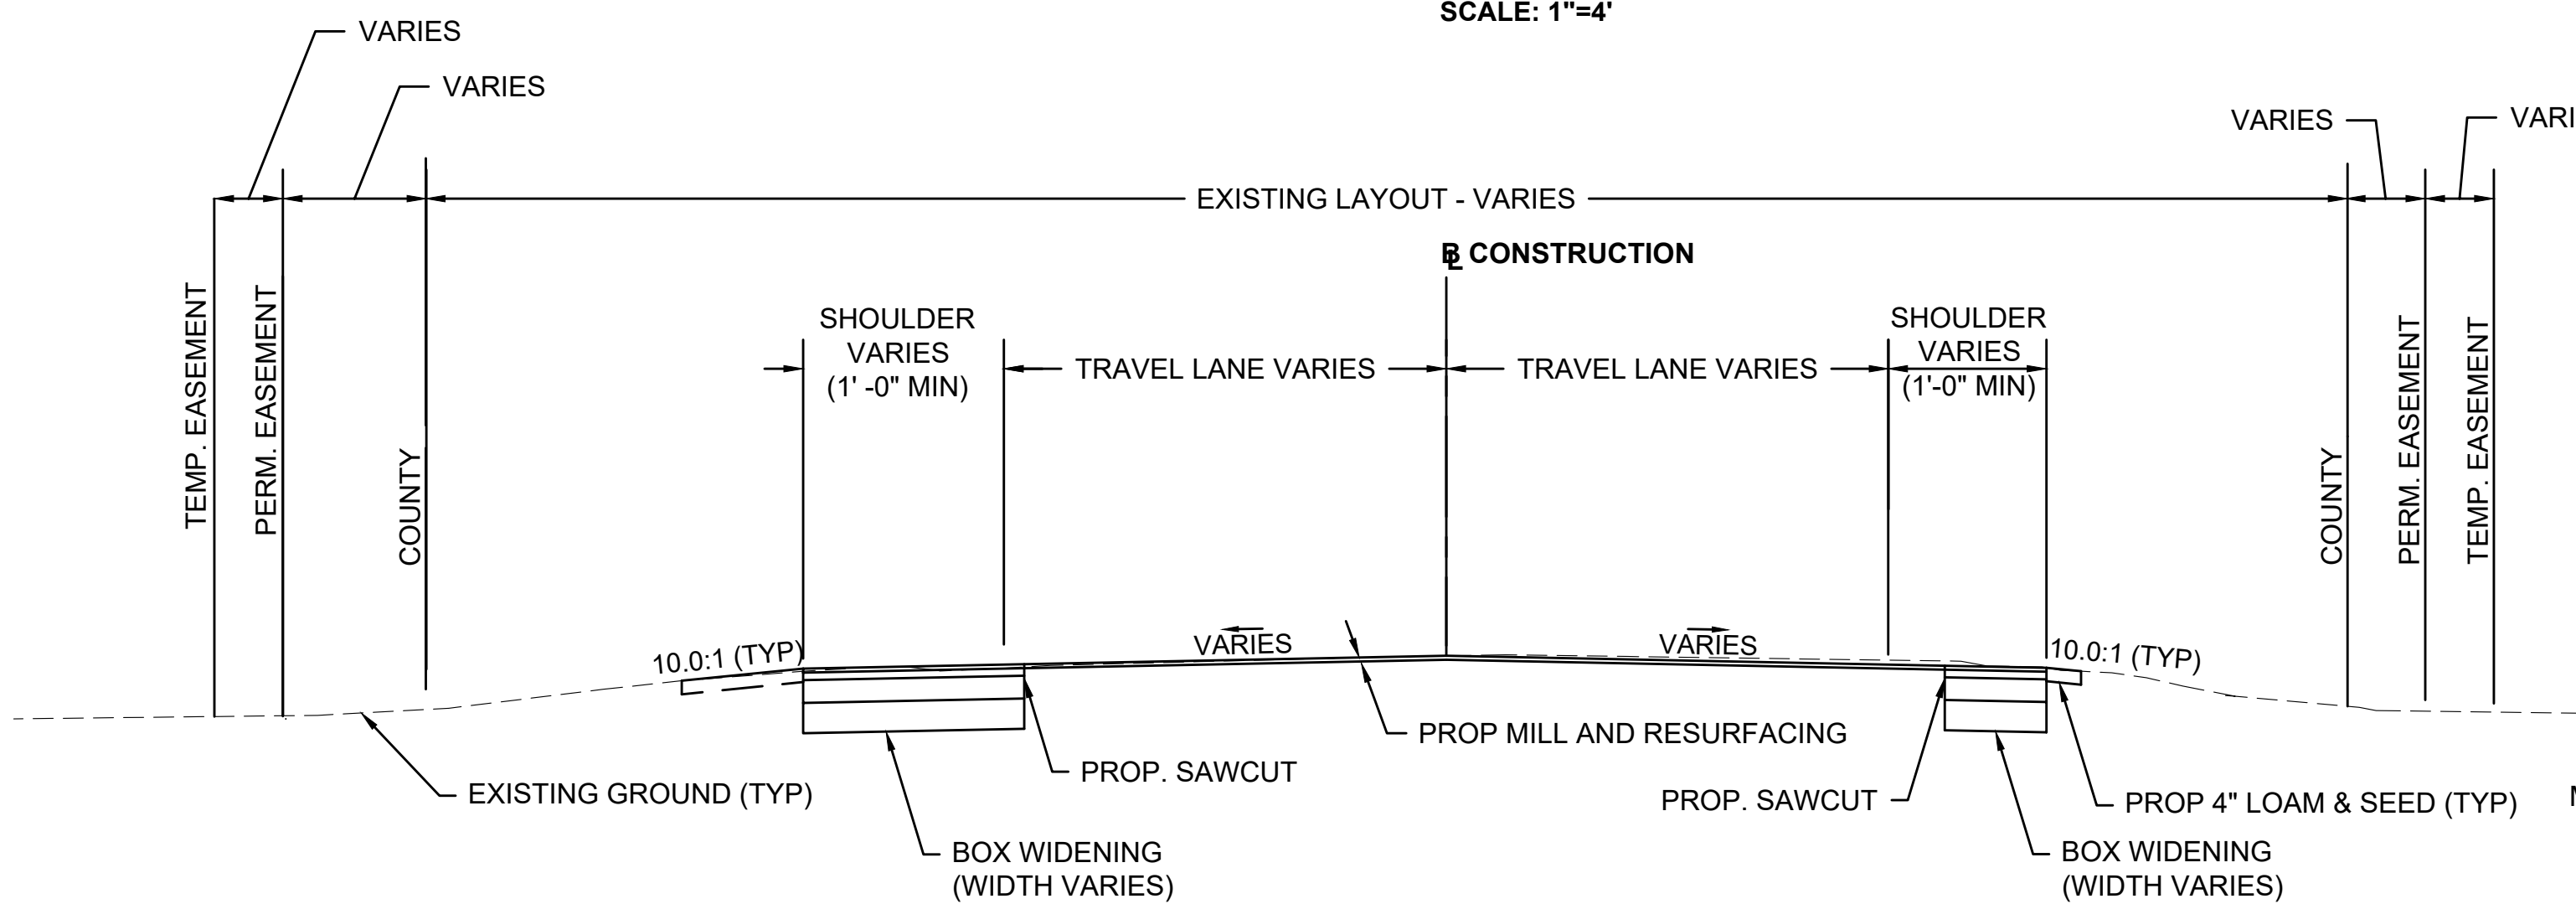 SCALE: 1"=4'
VARIES
VARIES
VARIES
VARI
EXISTING LAYOUT - VARIES
BL CONSTRUCTION
TEMP. EASEMENT
PERM. EASEMENT
COUNTY
SHOULDER
VARIES
(1' -0" MIN)
TRAVEL LANE VARIES
TRAVEL LANE VARIES
SHOULDER
VARIES
(1'-0" MIN)
COUNTY
PERM. EASEMENT
TEMP. EASEMENT
10.0:1 (TYP)
VARIES
VARIES
10.0:1 (TYP)
PROP MILL AND RESURFACING
PROP. SAWCUT
EXISTING GROUND (TYP)
PROP. SAWCUT
PROP 4" LOAM & SEED (TYP)
BOX WIDENING
(WIDTH VARIES)
BOX WIDENING
(WIDTH VARIES)